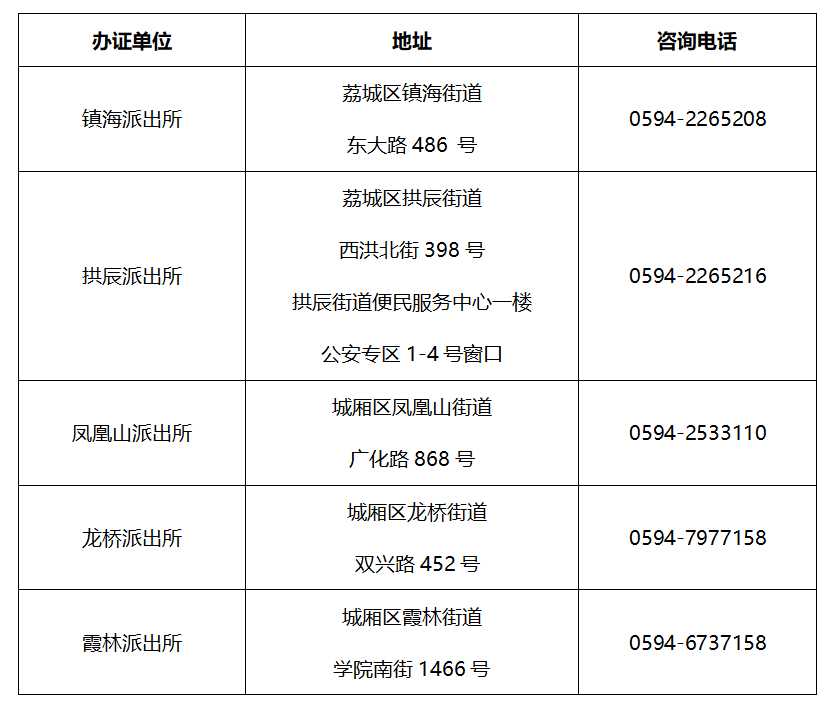 办证单位 地址 咨询电话
镇海派出所 荔城区镇海街道 0594-2265208
东大路 486 号
拱辰派出所 荔城区拱辰街道 0594-2265216
西洪北街 398 号
拱辰街道便民服务中心一楼
公安专区 1-4 号窗口
凤凰山派出所 城厢区凤凰山街道 0594-2533110
广化路 868 号
龙桥派出所 城厢区龙桥街道 0594-7977158
双兴路 452 号
霞林派出所 城厢区霞林街道 0594-6737158
学院南街 1466 号